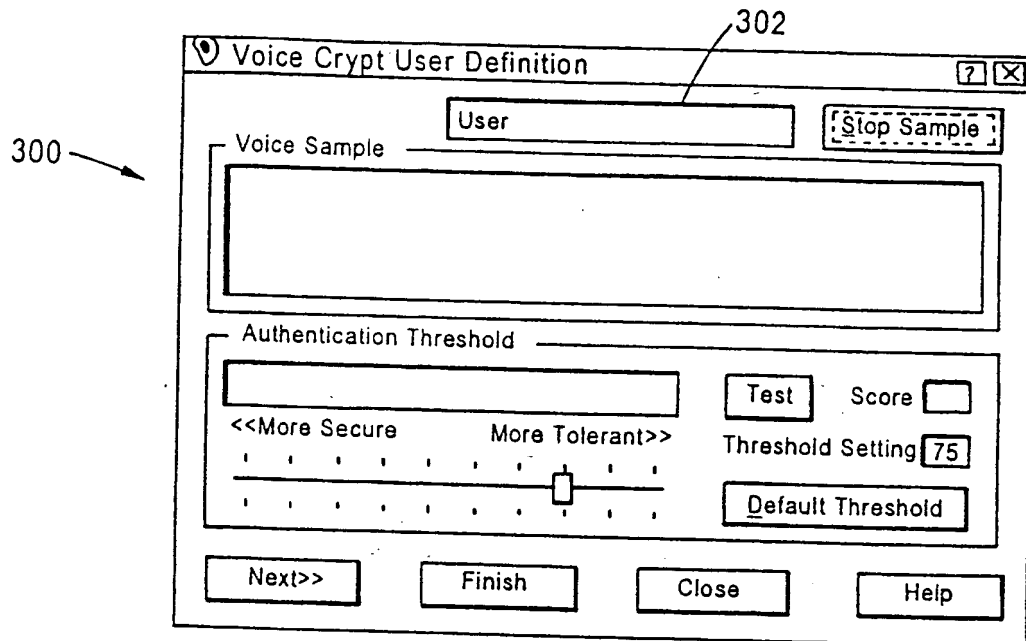 302
Voice Crypt User Definition
?
User
Stop Sample
300
Voice Sample
Authentication Threshold
Test
Score
<<More Secure
More Tolerant>>
Threshold Setting
75
Default Threshold
Next>>
Finish
Close
Help